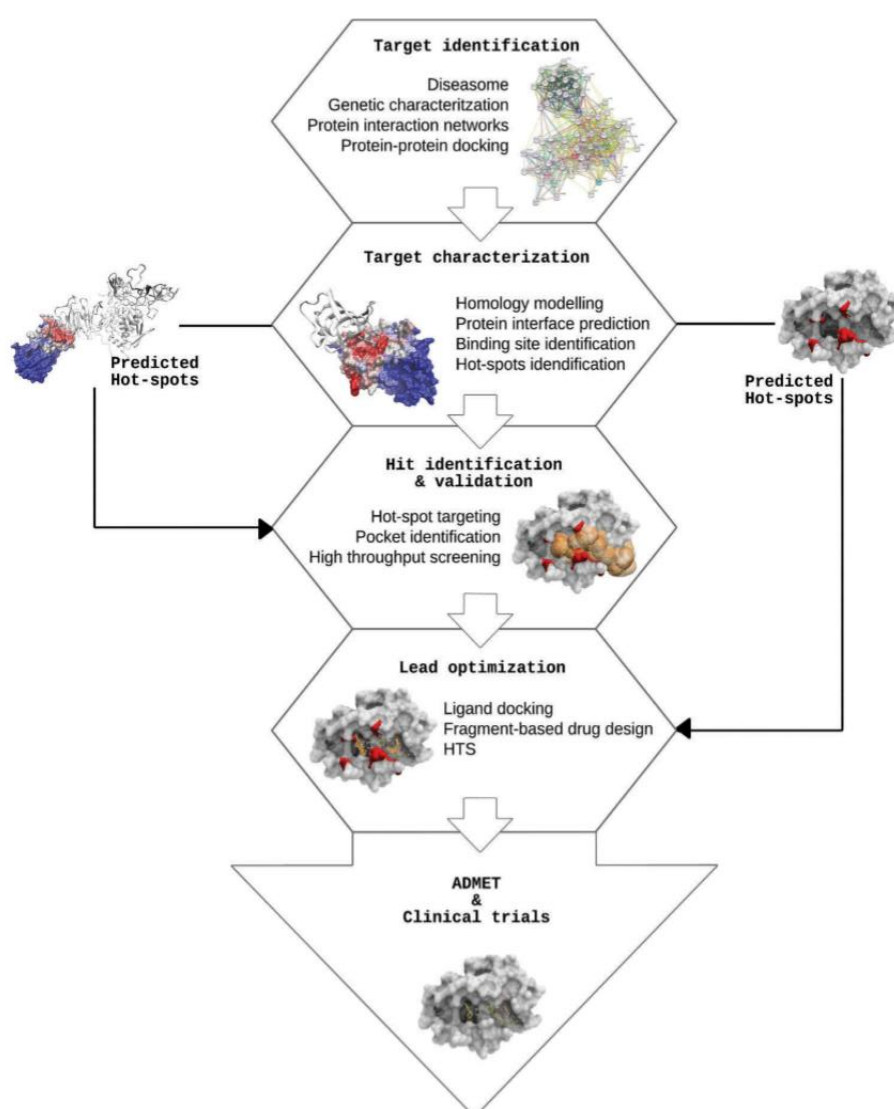 Target identification
Diseasome
Genetic characteritzation
Protein interaction networks
Protein-protein docking
Target characterization
Homology modelling
Protein interface prediction
Binding site identification
Hot-spots idendification
Predicted
Hot-spots
Predicted
Hot-spots
Hit identification
& validation
Hot-spot targeting
Pocket identification
High throughput screening
Lead optimization
Ligand docking
Fragment-based drug design
HTS
ADMET
&
Clinical trials